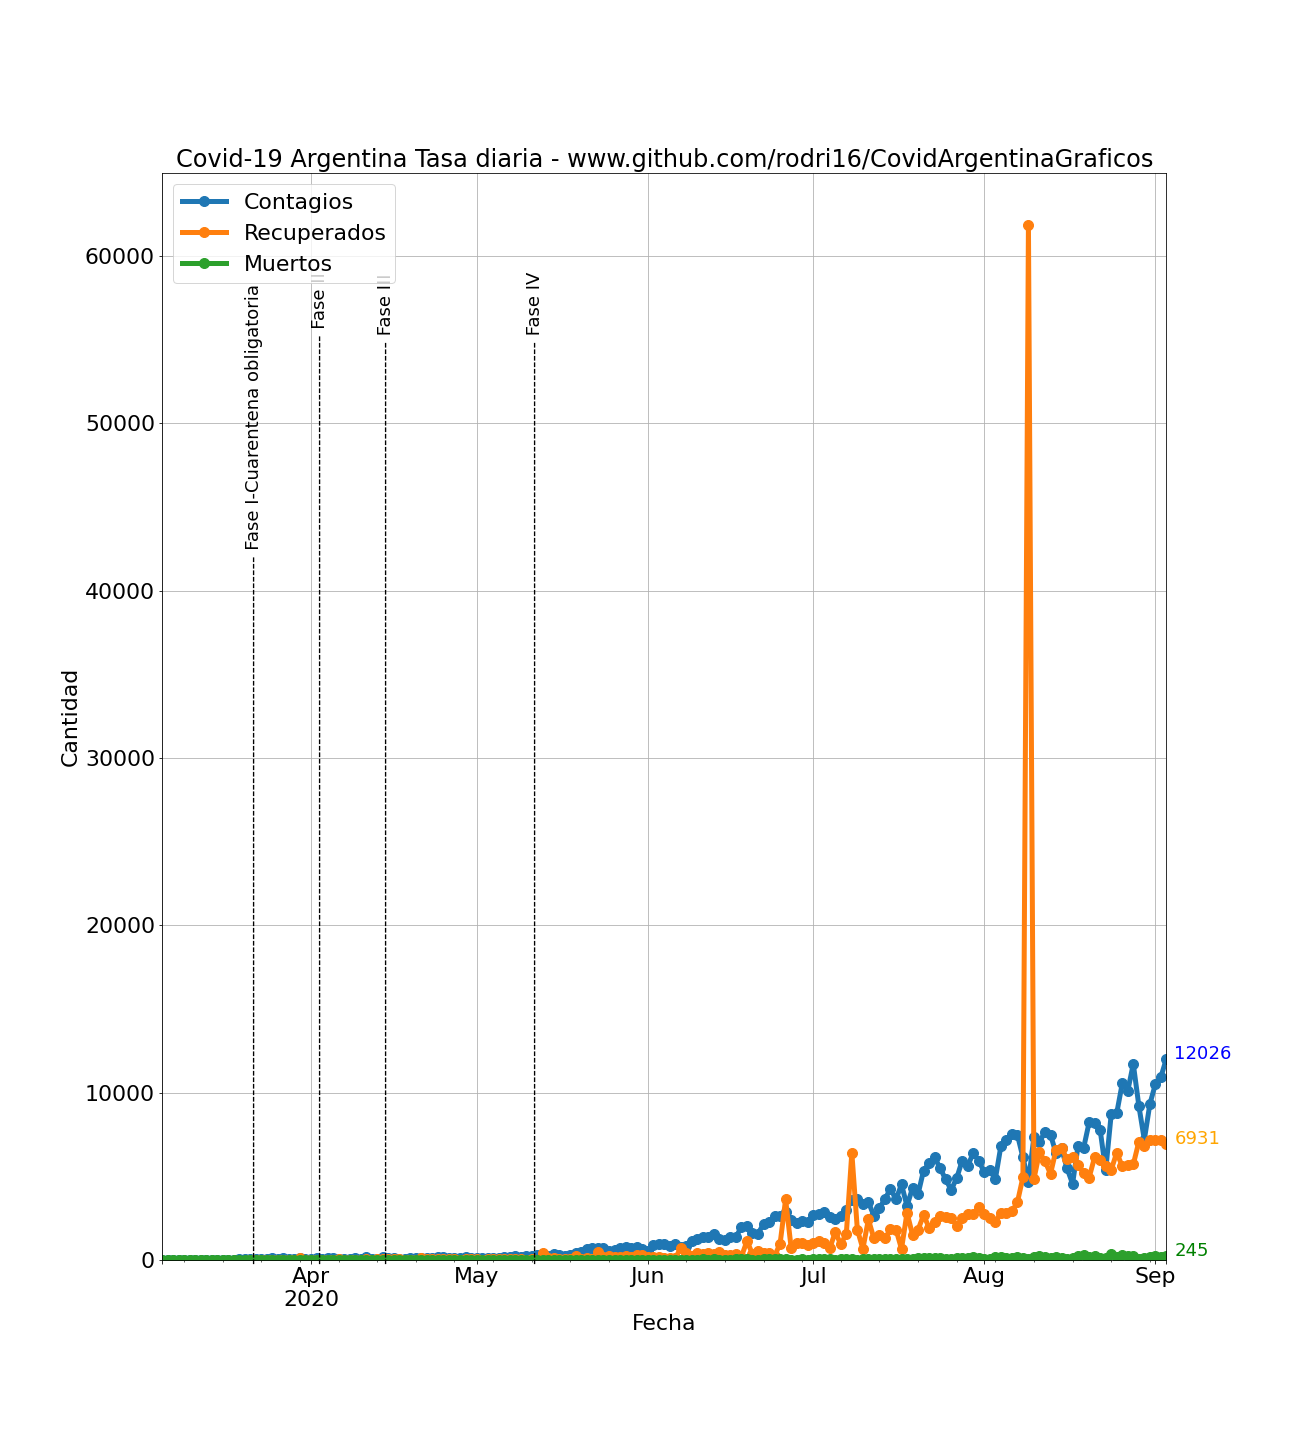 Covid-19 Argentina Tasa diaria - www.github.com/rodri16/CovidArgentinaGraficos
Contagios
Recuperados
Muertos
Fase I-Cuarentena obligatoria
Fase II
Fase III
Fase IV
60000
50000
40000
30000
20000
10000
0
Cantidad
12026
6931
245
Apr
2020
May
Jun
Jul
Aug
Sep
Fecha